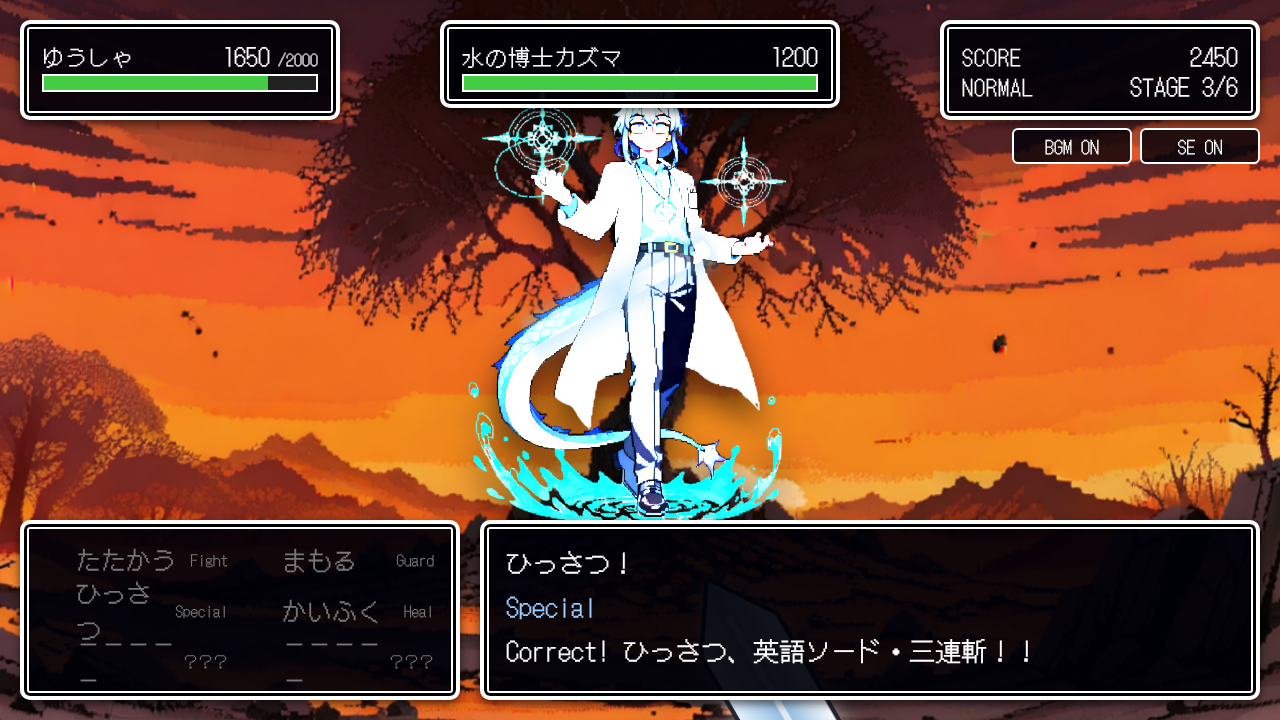 ゆうしゃ 1650 /2000
水の博士カズマ 1200
SCORE 2450
NORMAL STAGE 3/6
BGM ON SE ON
たたかう Fight まもる Guard
ひっさつ Special かいふく Heal
_____ ??? _____ ???
ひっさつ！
Special
Correct! ひっさつ、英語ソード・三連斬！！